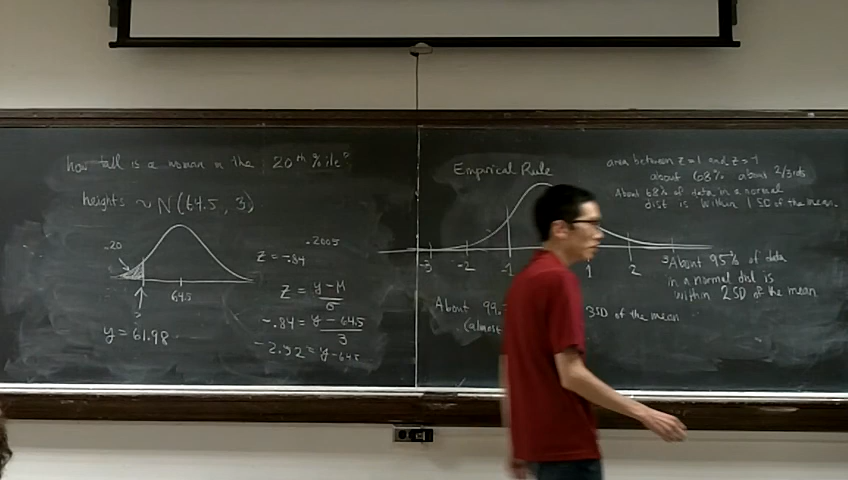 how tall is a woman in the 20th %ile?
heights ~ N(64.5, 3)
.20
64.5
?
y = 61.98
.2005
z = -.84
z = y - μ / σ
-.84 = y - 64.5 / 3
-2.52 = y - 64.5
Empirical Rule
-3 -2 -1 1 2 3
About 99. 3SD of the mean
(almost
area between z=1 and z=-1
about 68% about 2/3rds
About 68% of data in a normal
dist is within 1 SD of the mean.
About 95% of data
in a normal dist is
within 2SD of the mean